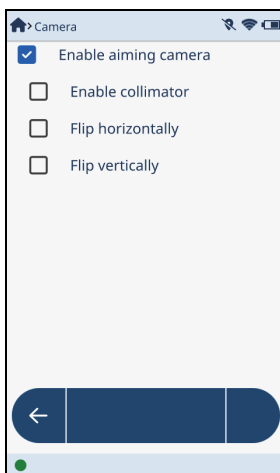 Camera
Enable aiming camera
Enable collimator
Flip horizontally
Flip vertically